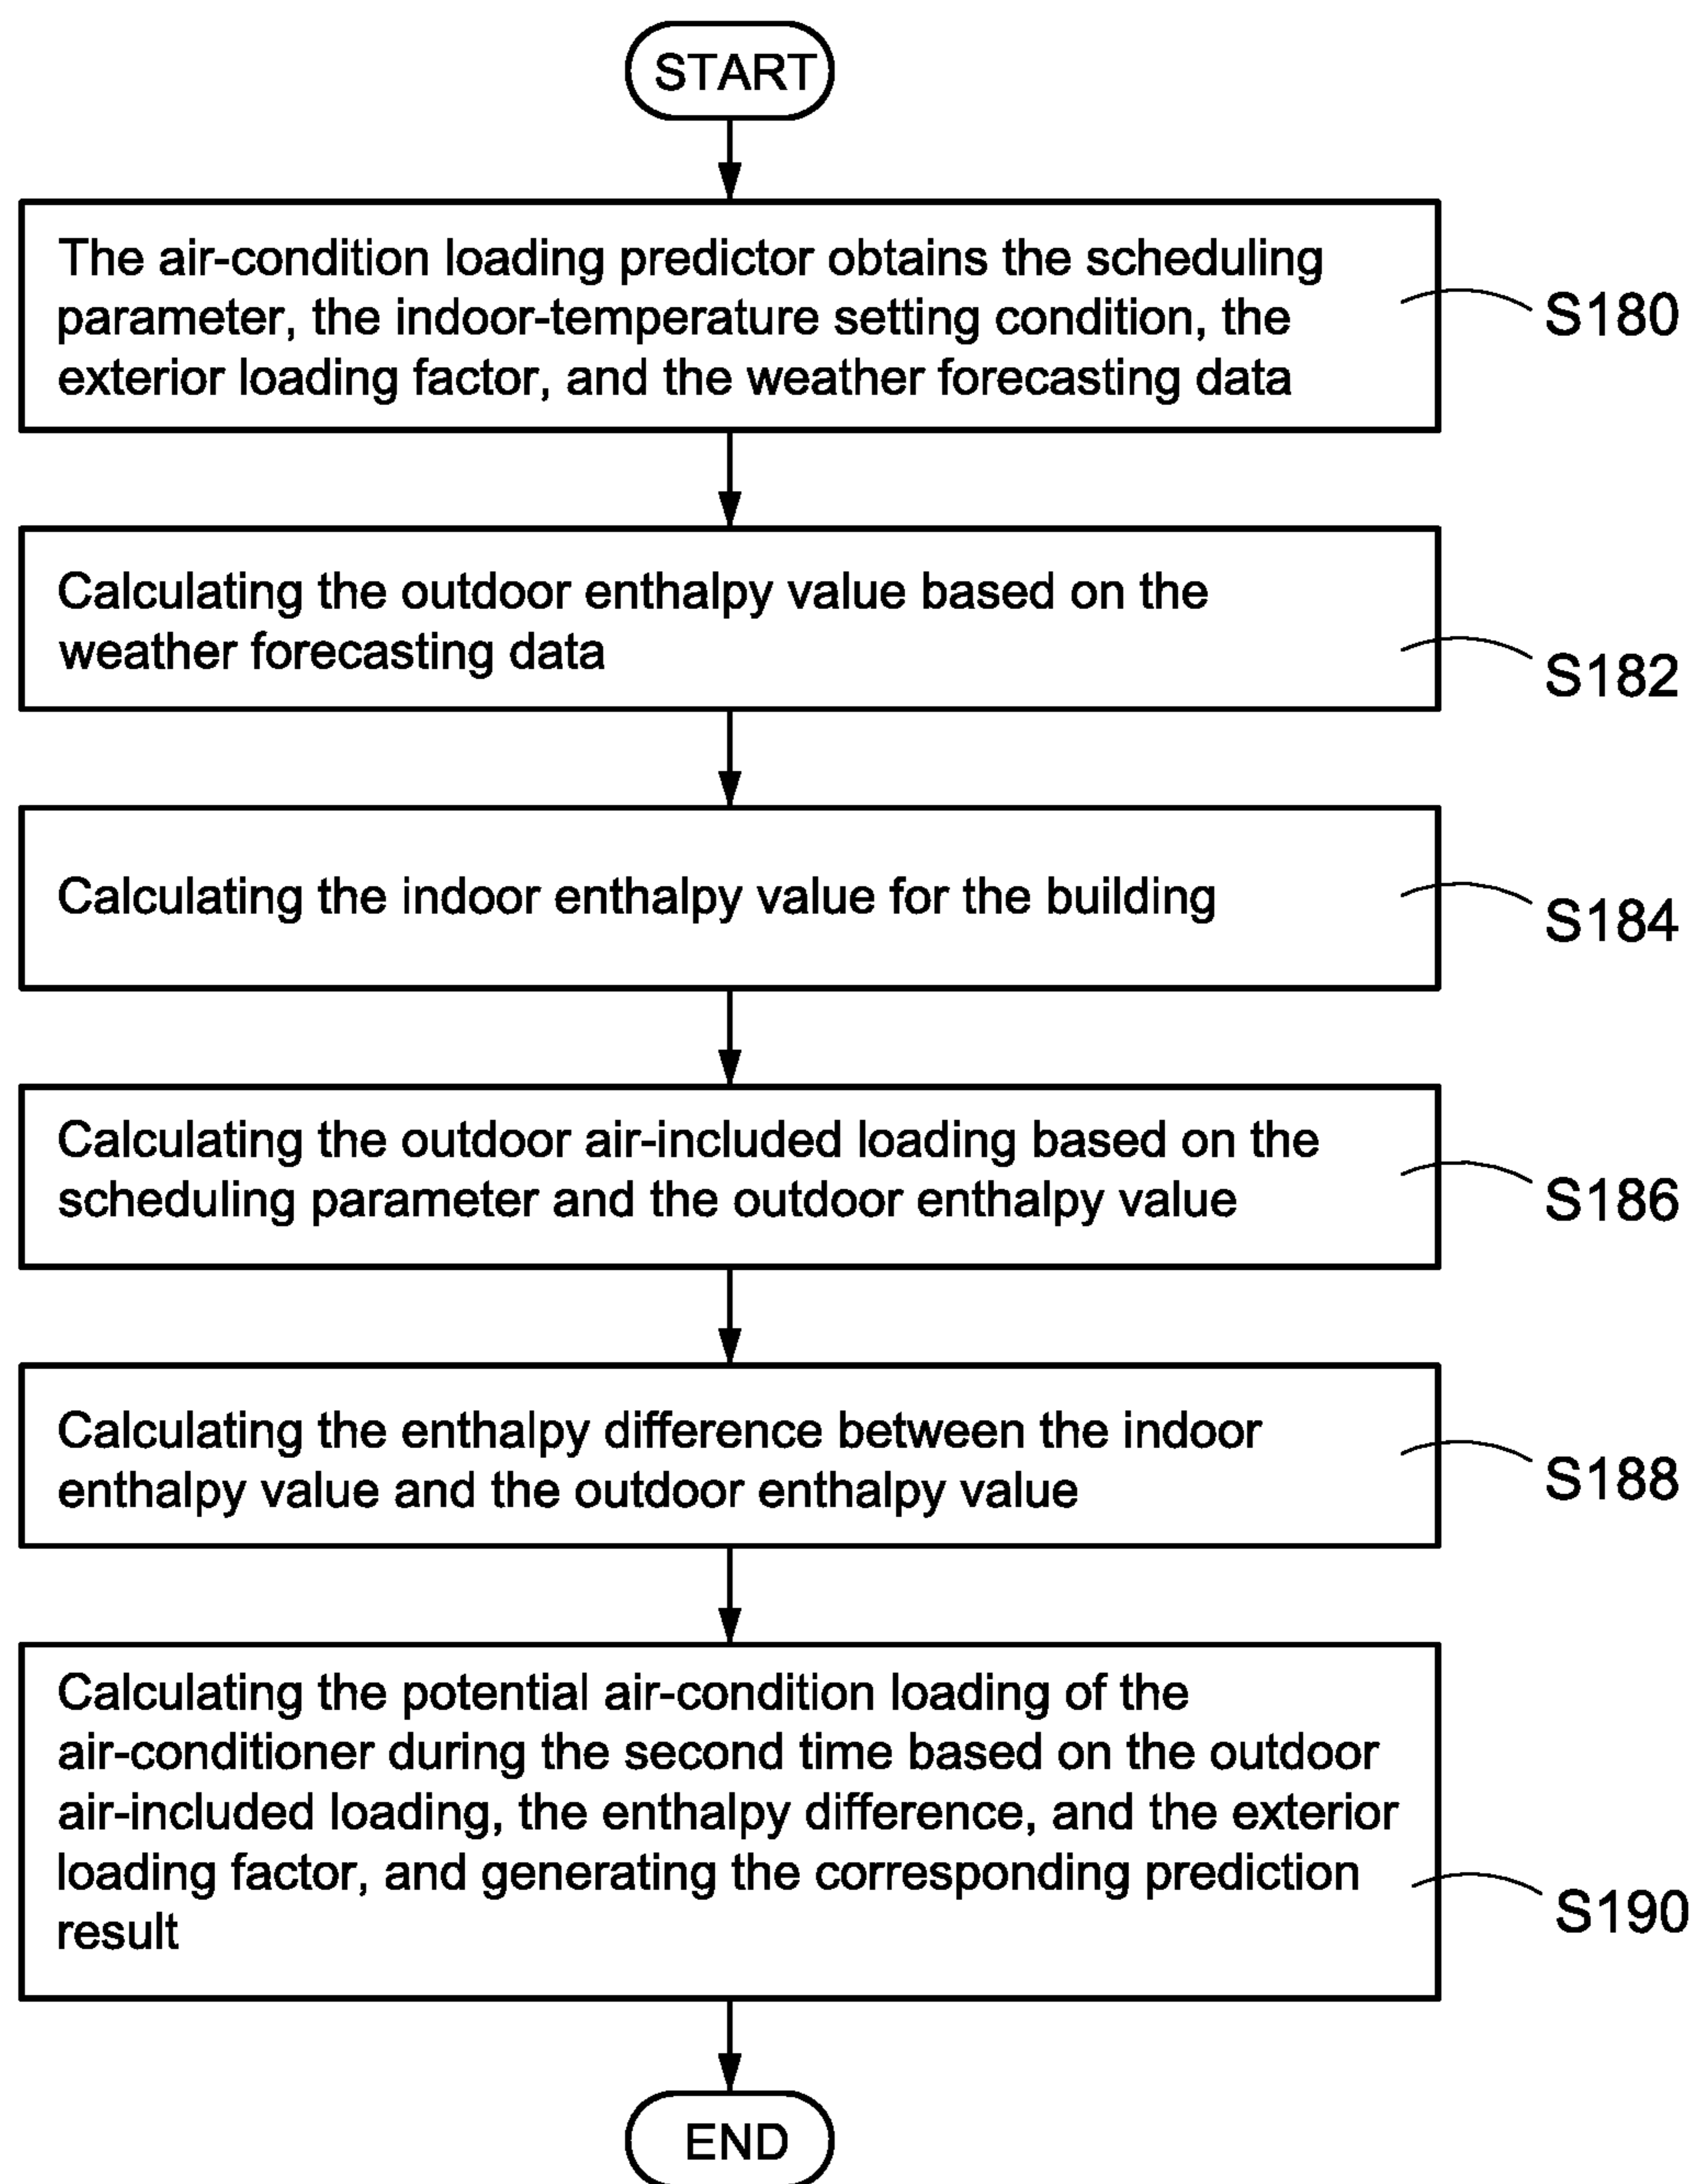 START
The air-condition loading predictor obtains the scheduling
parameter, the indoor-temperature setting condition, the
exterior loading factor, and the weather forecasting data
S180
Calculating the outdoor enthalpy value based on the
weather forecasting data
S182
Calculating the indoor enthalpy value for the building
S184
Calculating the outdoor air-included loading based on the
scheduling parameter and the outdoor enthalpy value
S186
Calculating the enthalpy difference between the indoor
enthalpy value and the outdoor enthalpy value
S188
Calculating the potential air-condition loading of the
air-conditioner during the second time based on the outdoor
air-included loading, the enthalpy difference, and the exterior
loading factor, and generating the corresponding prediction
result
S190
END